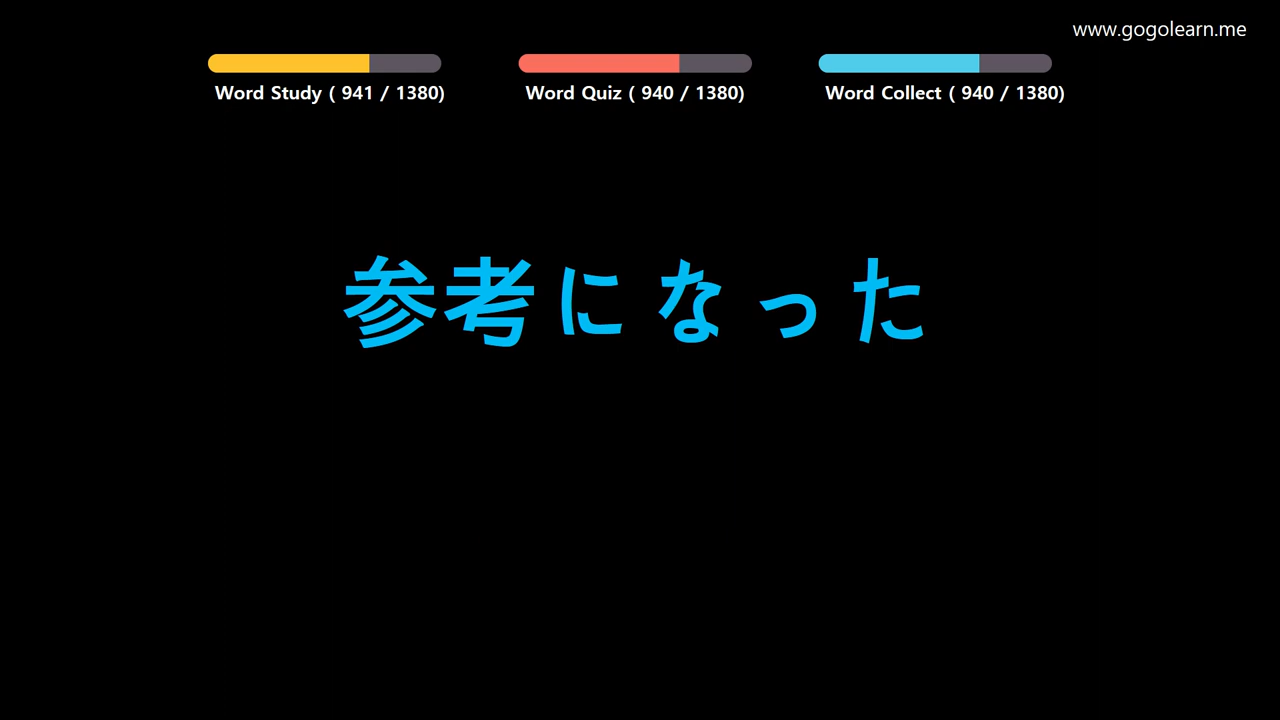 www.gogolearn.me
Word Study ( 941 / 1380)
Word Quiz ( 940 / 1380)
Word Collect ( 940 / 1380)
参考になった